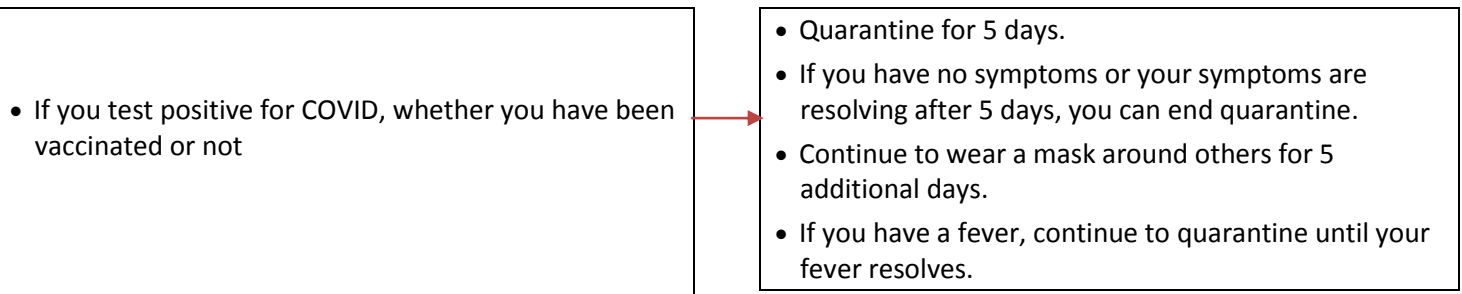 • If you test positive for COVID, whether you have been
vaccinated or not
• Quarantine for 5 days.
• If you have no symptoms or your symptoms are
resolving after 5 days, you can end quarantine.
• Continue to wear a mask around others for 5
additional days.
• If you have a fever, continue to quarantine until your
fever resolves.